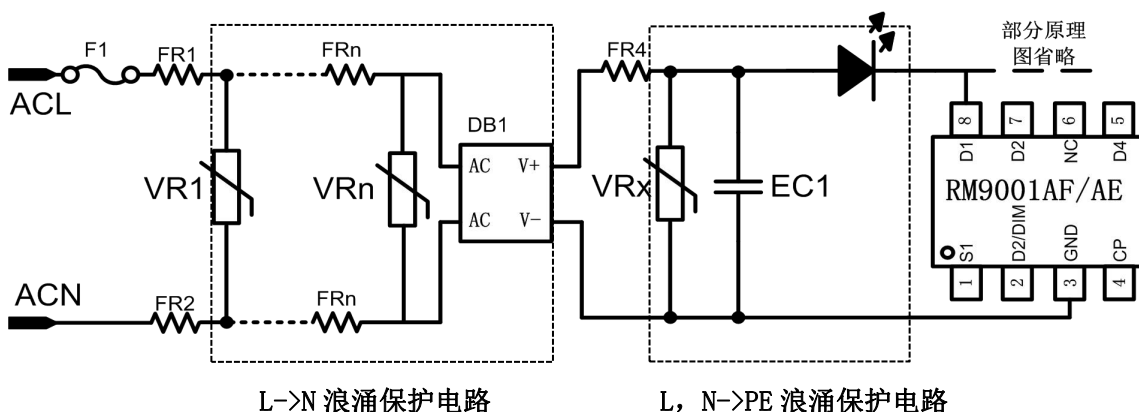 F1
FR1
FRn
ACL
VR1
VRn
DB1
AC
V+
AC
V-
ACN
FR2
FRn
FR4
VRx
EC1
部分原理
图省略
8
7
6
5
D1
D2
NC
D4
RM9001AF/AE
S1
D2/DIM
GND
CP
1
2
3
4
L->N 浪涌保护电路
L，N->PE 浪涌保护电路